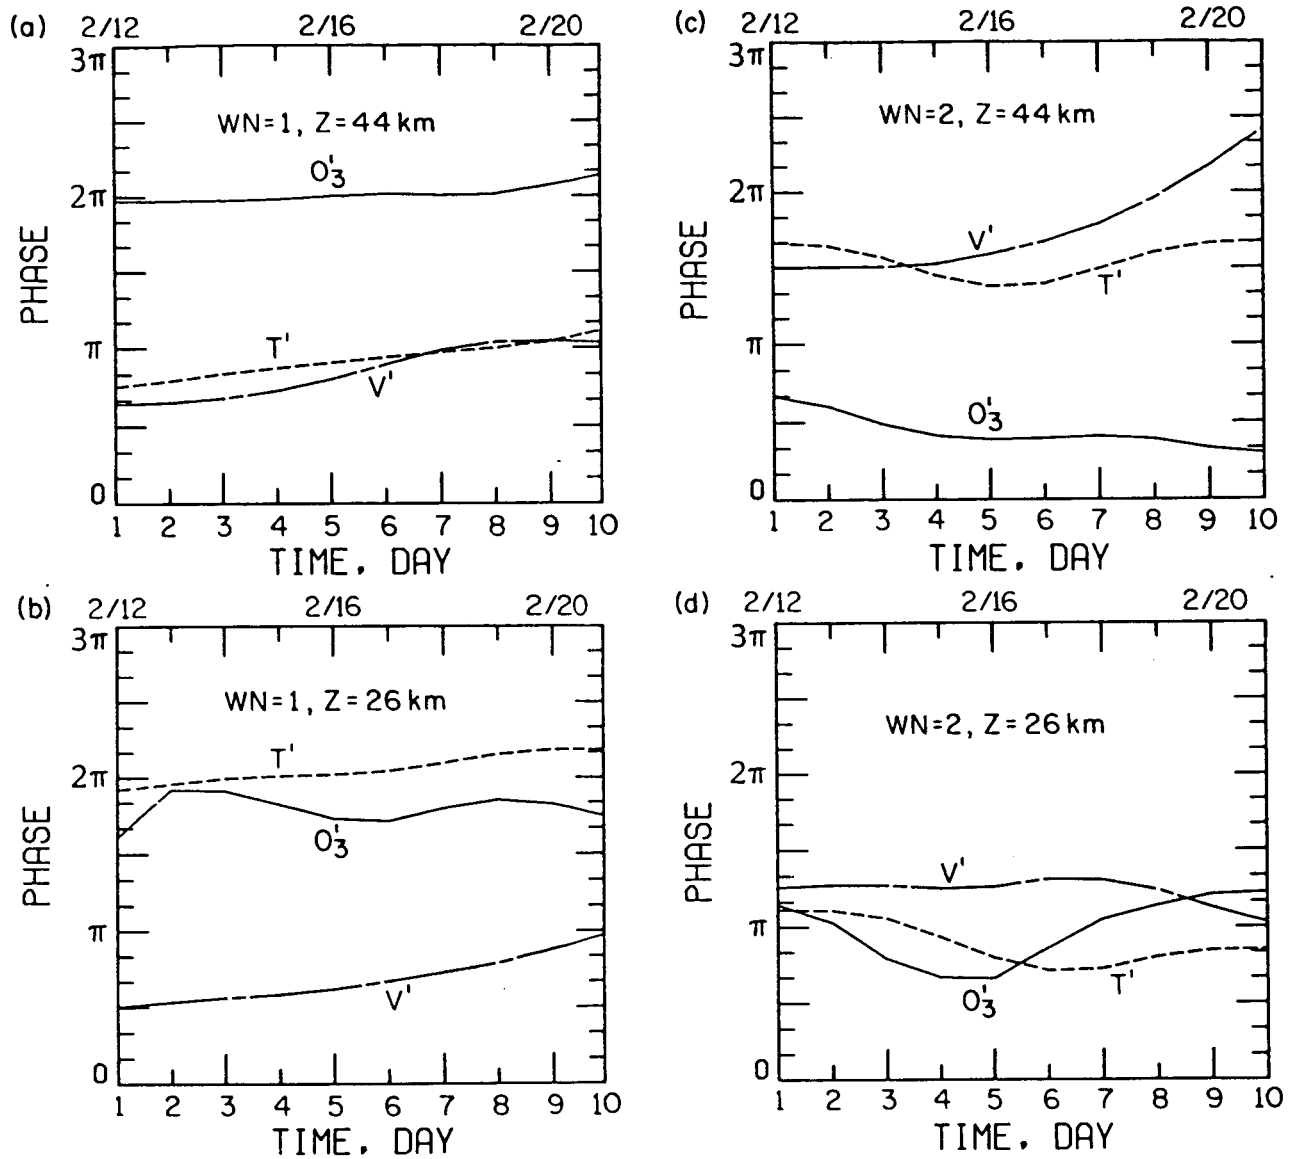 (a) 2/12 2/16 2/20
3π
WN=1, Z=44 km
O'3
2π
PHASE
T'
π
V'
0
1 2 3 4 5 6 7 8 9 10
TIME, DAY
(c) 2/12 2/16 2/20
3π
WN=2, Z=44 km
2π
PHASE
V'
T'
π
O'3
0
1 2 3 4 5 6 7 8 9 10
TIME, DAY
(b) 2/12 2/16 2/20
3π
WN=1, Z=26 km
T'
2π
O'3
PHASE
π
V'
0
1 2 3 4 5 6 7 8 9 10
TIME, DAY
(d) 2/12 2/16 2/20
3π
WN=2, Z=26 km
2π
PHASE
V'
π
T'
O'3
0
1 2 3 4 5 6 7 8 9 10
TIME, DAY